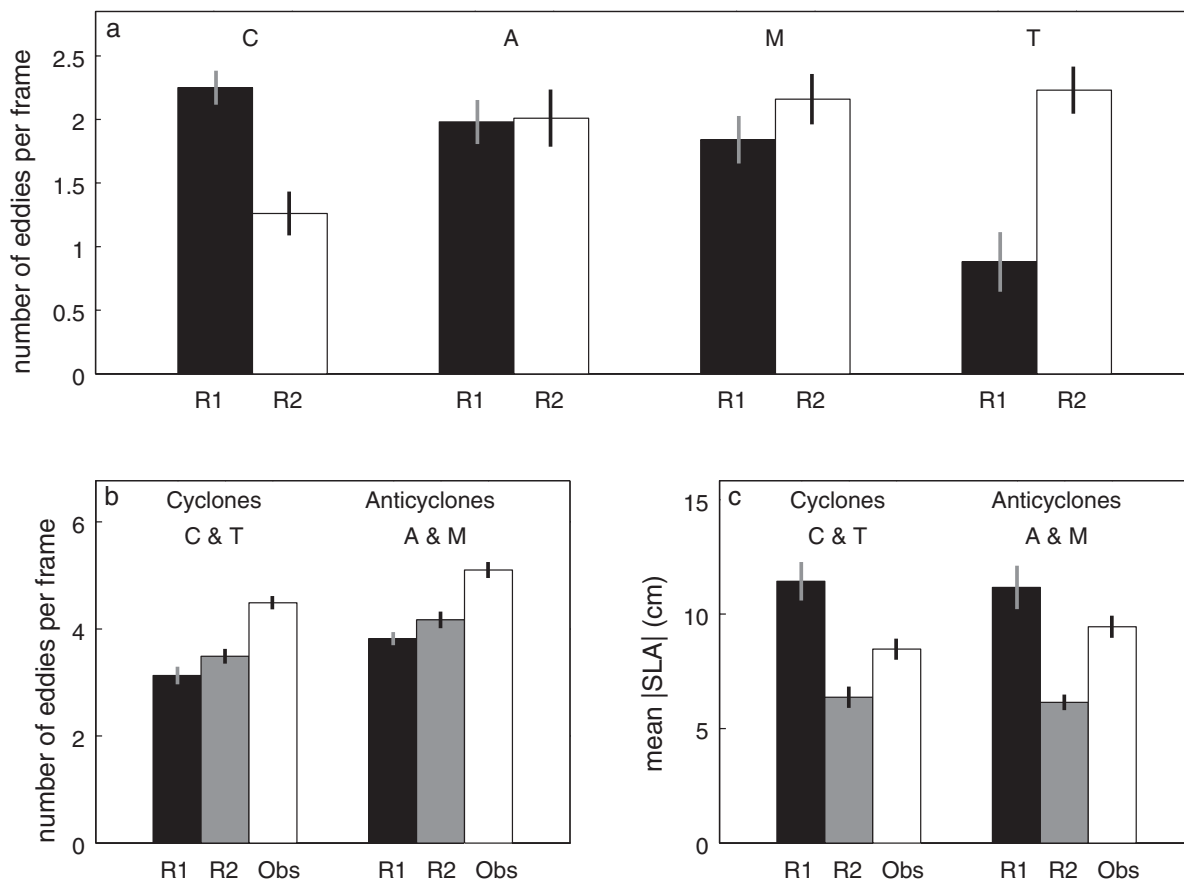 a
C A M T
number of eddies per frame
2.5
2
1.5
1
0.5
0
R1 R2 R1 R2 R1 R2 R1 R2
b
Cyclones Anticyclones
C & T A & M
number of eddies per frame
6
4
2
0
R1 R2 Obs R1 R2 Obs
c
Cyclones Anticyclones
C & T A & M
mean |SLA| (cm)
15
10
5
0
R1 R2 Obs R1 R2 Obs